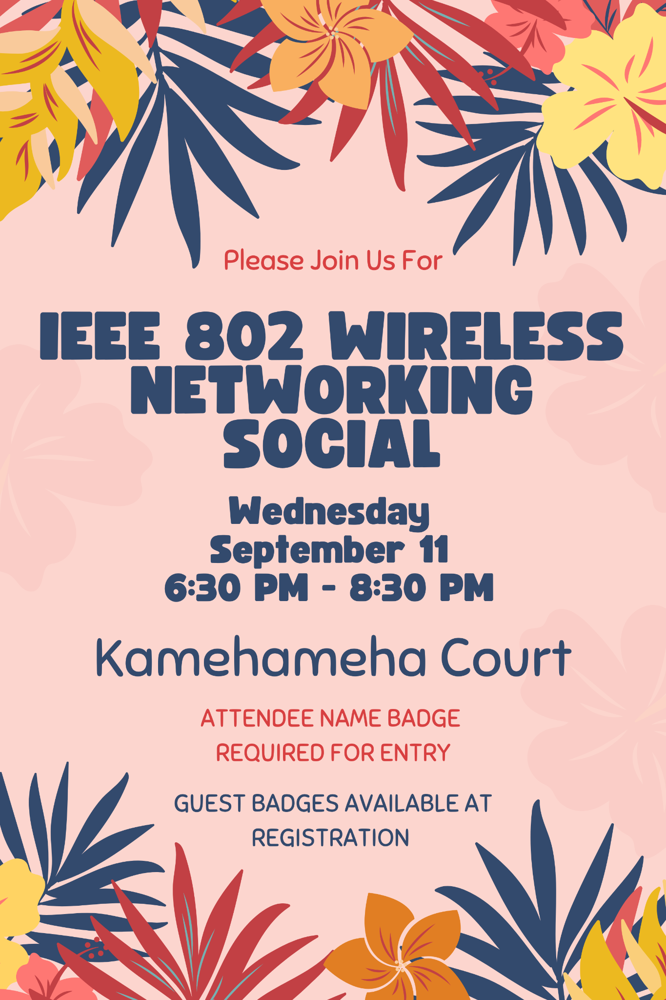 Please Join Us For
IEEE 802 WIRELESS
NETWORKING
SOCIAL
Wednesday
September 11
6:30 PM - 8:30 PM
Kamehameha Court
ATTENDEE NAME BADGE
REQUIRED FOR ENTRY
GUEST BADGES AVAILABLE AT
REGISTRATION